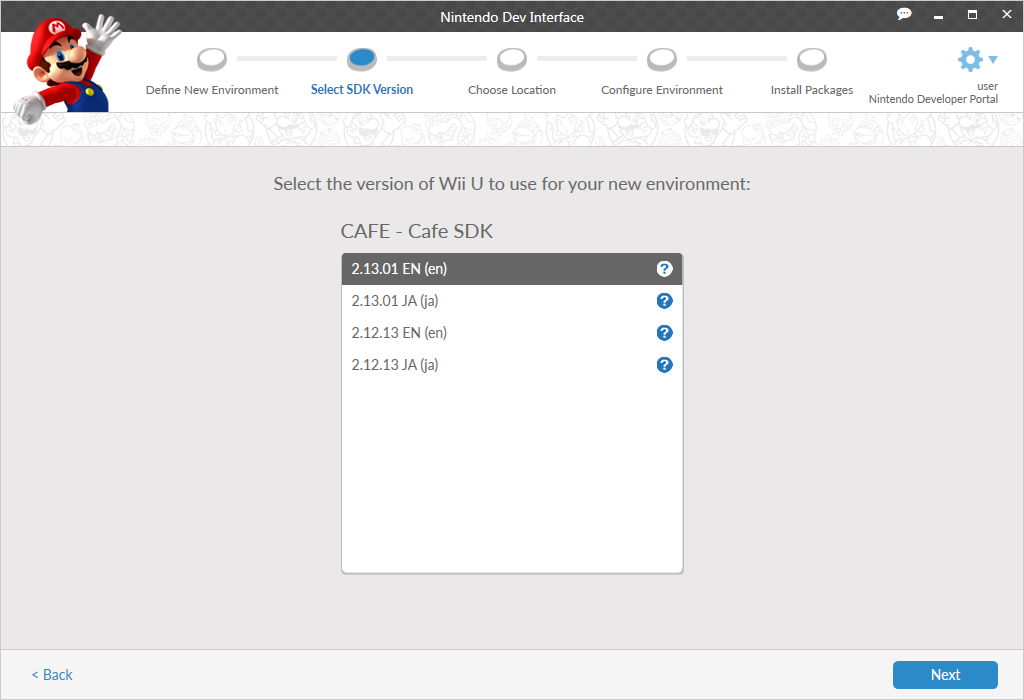 Nintendo Dev Interface
Define New Environment
Select SDK Version
Choose Location
Configure Environment
Install Packages
user
Nintendo Developer Portal
Select the version of Wii U to use for your new environment:
CAFE - Cafe SDK
2.13.01 EN (en)
?
2.13.01 JA (ja)
?
2.12.13 EN (en)
?
2.12.13 JA (ja)
?
< Back
Next